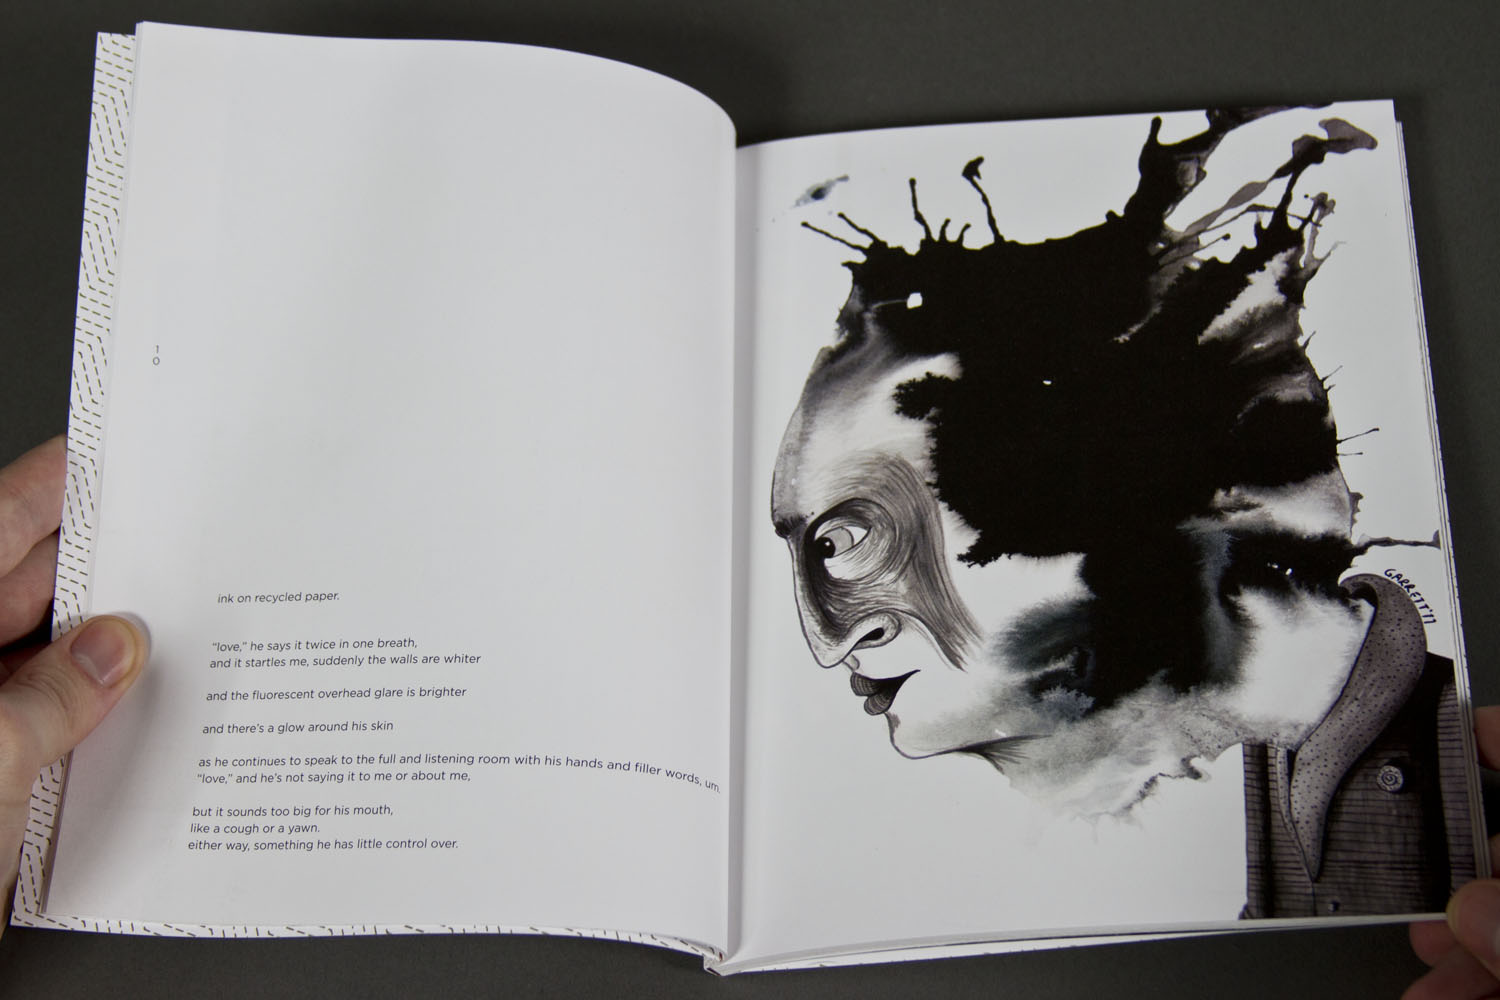 1
0
ink on recycled paper.
“love,” he says it twice in one breath,
and it startles me, suddenly the walls are whiter
and the fluorescent overhead glare is brighter
and there’s a glow around his skin
as he continues to speak to the full and listening room with his hands and filler words, um.
“love,” and he’s not saying it to me or about me,
but it sounds too big for his mouth,
like a cough or a yawn.
either way, something he has little control over.
GARRETT '11